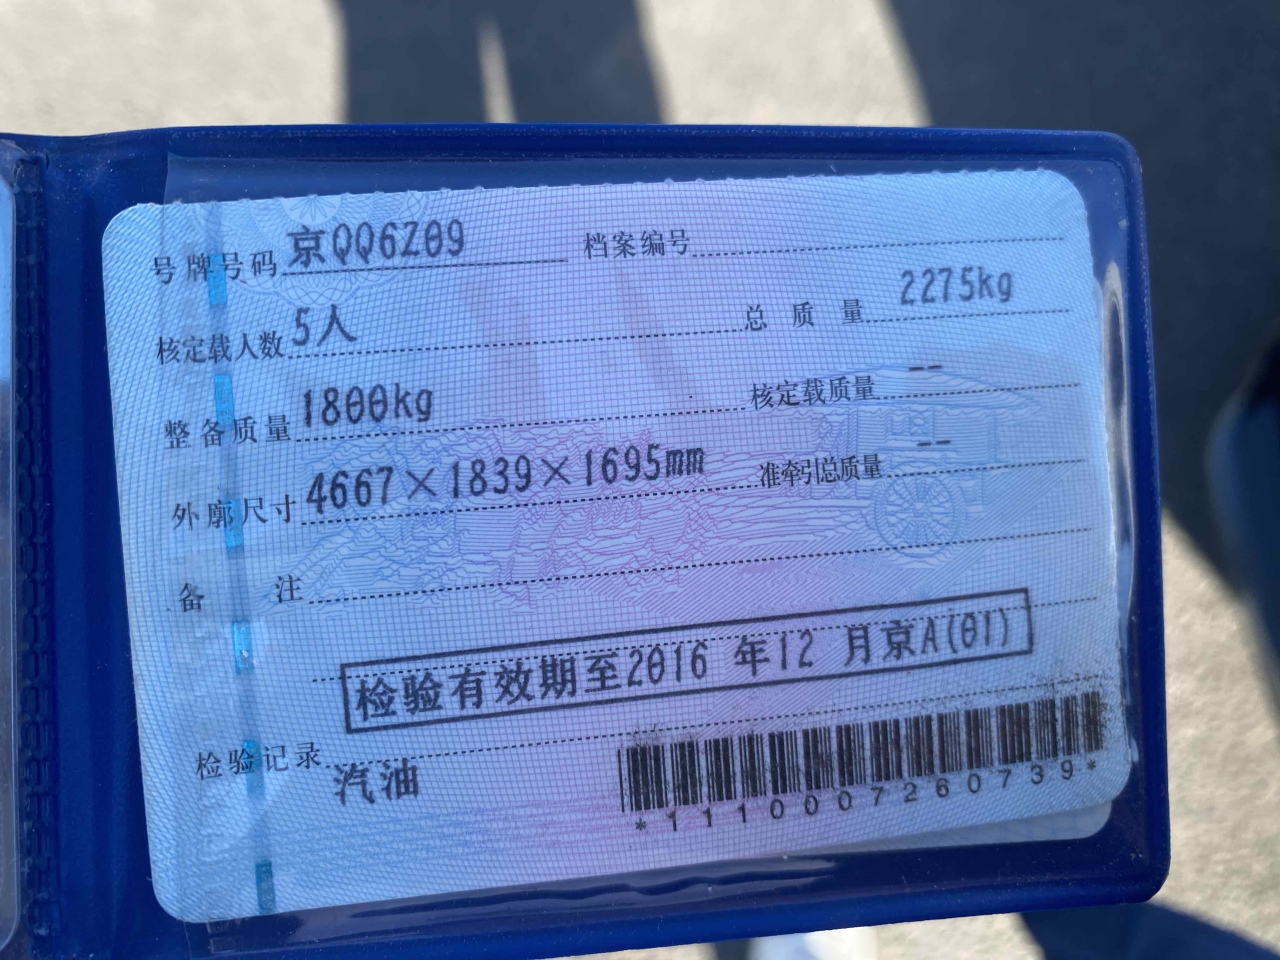 号牌号码 京QQ6Z09 档案编号
核定载人数 5人 总质量 2275kg
整备质量 1800kg 核定载质量 --
外廓尺寸 4667×1839×1695mm 准牵引总质量 --
备注
检验有效期至2016 年12 月京A(01)
检验记录
汽油
*1110007260739*